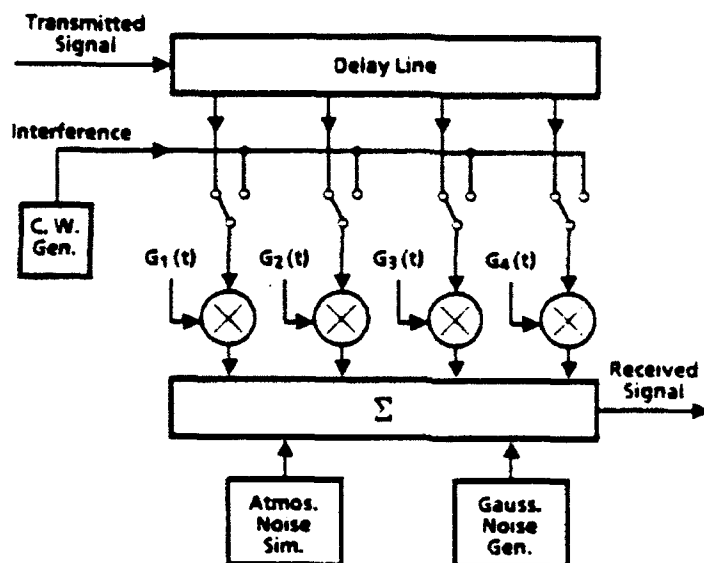 Transmitted
Signal
Delay Line
Interference
C. W.
Gen.
G1(t)
G2(t)
G3(t)
G4(t)
Received
Signal
Σ
Atmos.
Noise
Sim.
Gauss.
Noise
Gen.